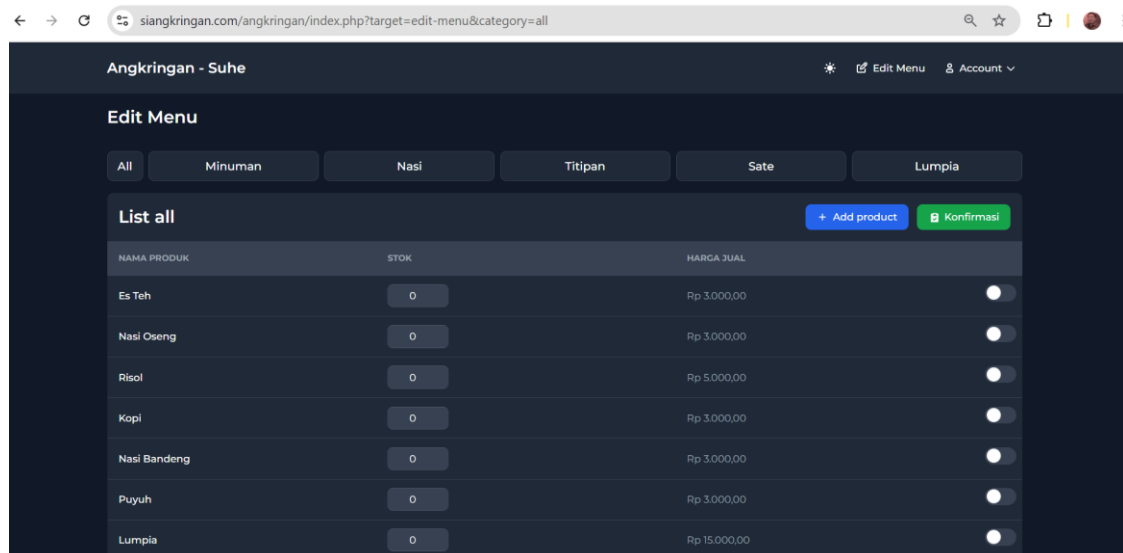 siangkringan.com/angkringan/index.php?target=edit-menu&category=all
Angkringan - Suhe Edit Menu Account
Edit Menu
All Minuman Nasi Titipan Sate Lumpia
List all + Add product Konfirmasi
NAMA PRODUK STOK HARGA JUAL
Es Teh 0 Rp 3.000,00
Nasi Oseng 0 Rp 3.000,00
Risol 0 Rp 5.000,00
Kopi 0 Rp 3.000,00
Nasi Bandeng 0 Rp 3.000,00
Puyuh 0 Rp 3.000,00
Lumpia 0 Rp 15.000,00